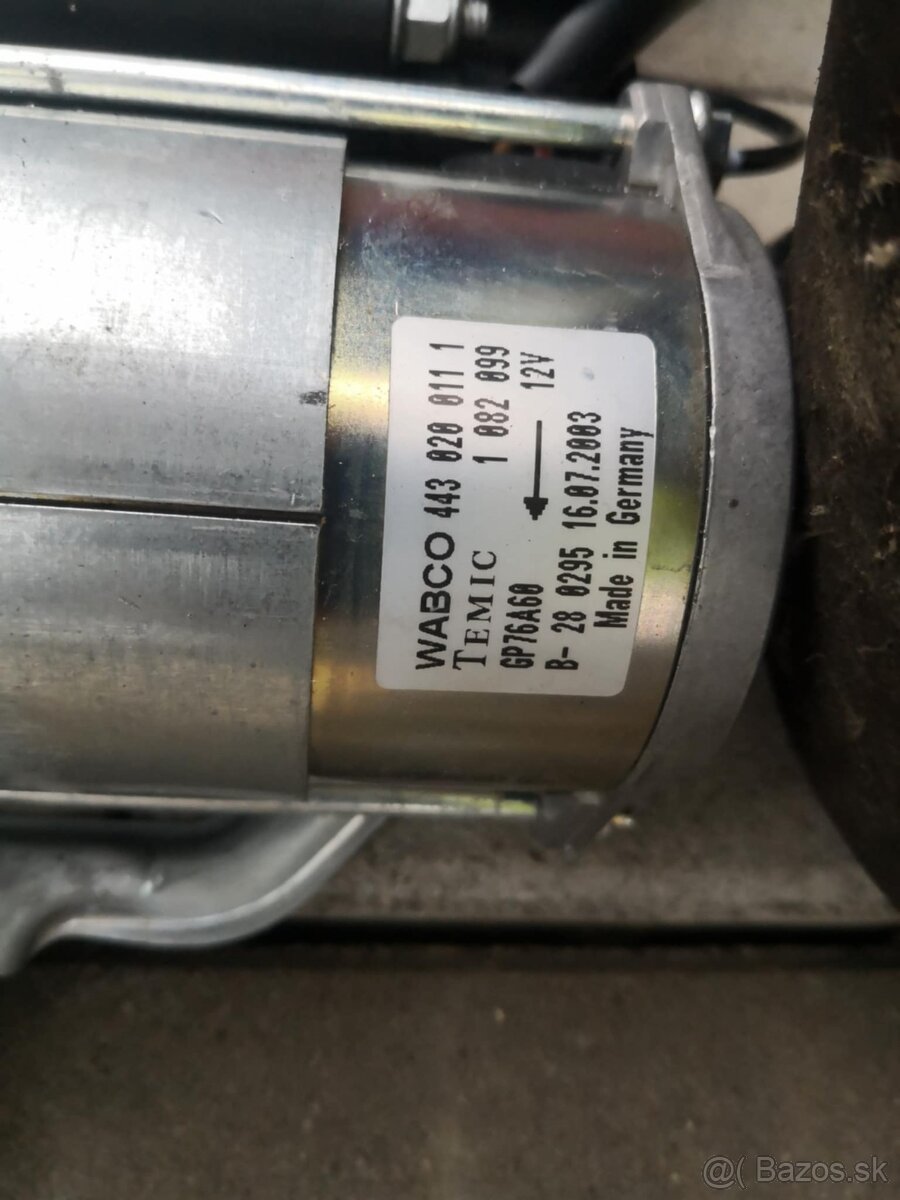 WABCO 443 020 011 1
TEMIC 1 082 099
GP76A60 12V
B- 28 0295 16.07.2003
Made in Germany
@( Bazos.sk